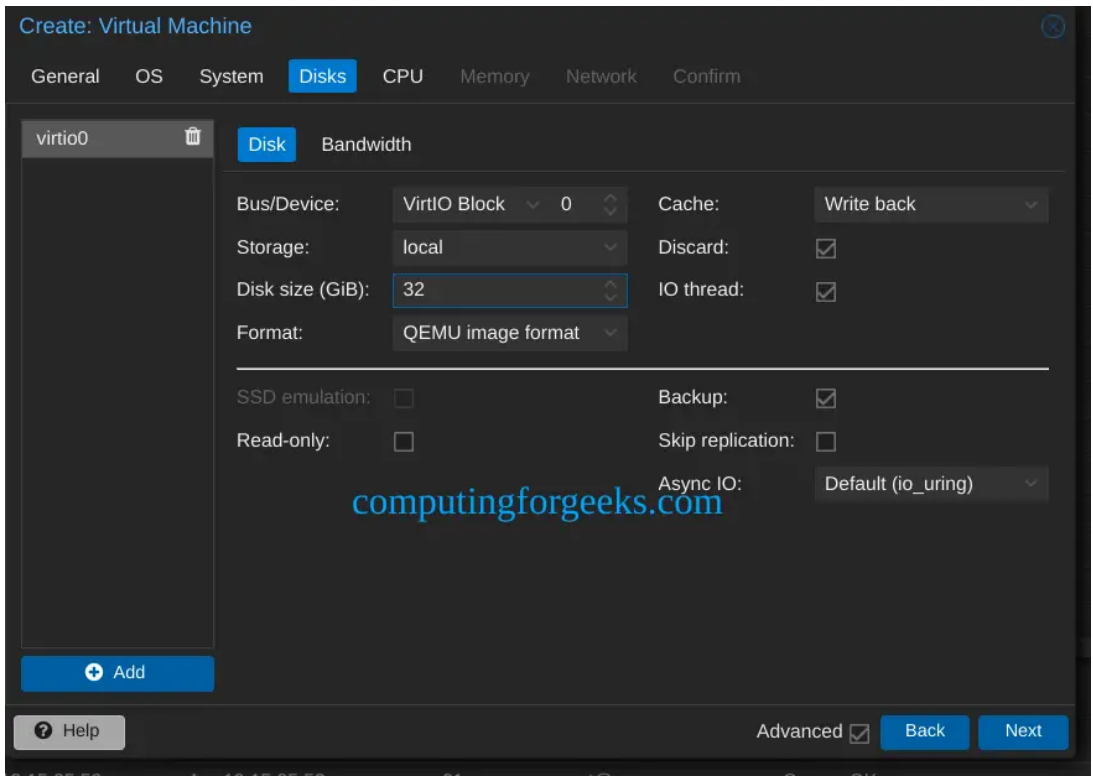 Create: Virtual Machine
General OS System Disks CPU Memory Network Confirm
virtio0
Disk Bandwidth
Bus/Device: VirtIO Block 0 Cache: Write back
Storage: local Discard:
Disk size (GiB): 32 IO thread:
Format: QEMU image format
SSD emulation: Backup:
Read-only: Skip replication:
Async IO: Default (io_uring)
computingforgeeks.com
Add
Help Advanced Back Next